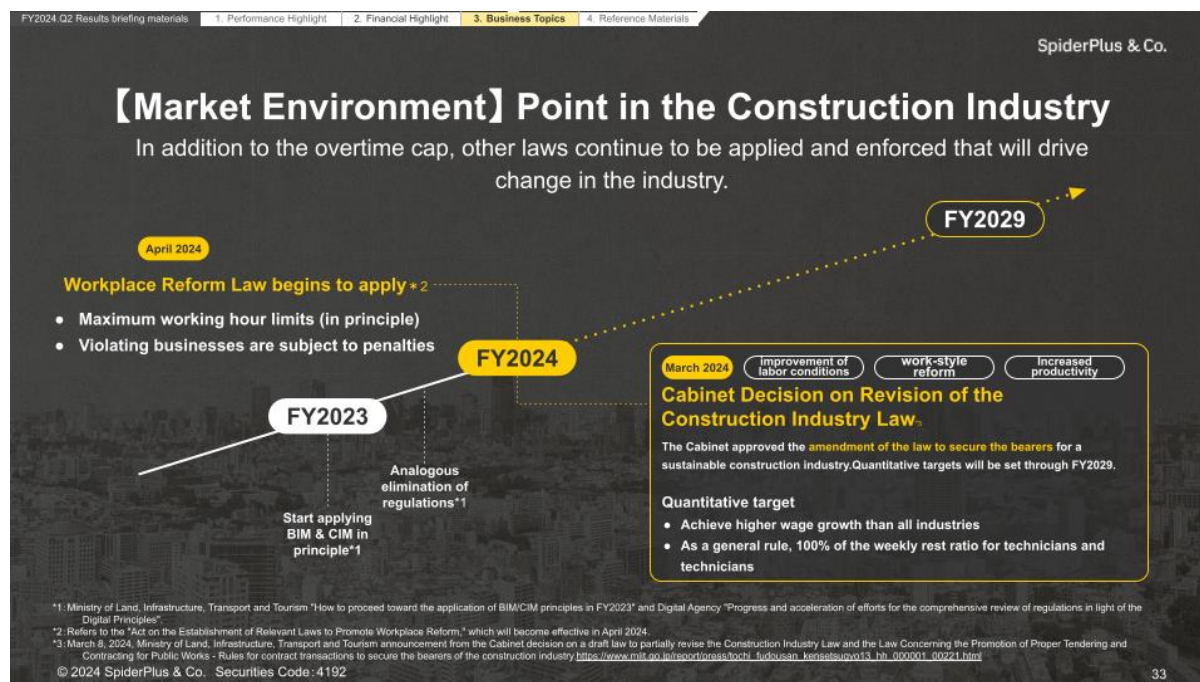 FY2024.Q2 Results briefing materials
1. Performance Highlight
2. Financial Highlight
3. Business Topics
4. Reference Materials
SpiderPlus & Co.
【Market Environment】Point in the Construction Industry
In addition to the overtime cap, other laws continue to be applied and enforced that will drive
change in the industry.
FY2029
April 2024
Workplace Reform Law begins to apply *2
● Maximum working hour limits (in principle)
● Violating businesses are subject to penalties
FY2024
FY2023
Analogous
elimination of
regulations*1
Start applying
BIM & CIM in
principle*1
March 2024
improvement of
labor conditions
work-style
reform
Increased
productivity
Cabinet Decision on Revision of the
Construction Industry Law*3
The Cabinet approved the amendment of the law to secure the bearers for a
sustainable construction industry.Quantitative targets will be set through FY2029.
Quantitative target
● Achieve higher wage growth than all industries
● As a general rule, 100% of the weekly rest ratio for technicians and
technicians
*1:Ministry of Land, Infrastructure, Transport and Tourism "How to proceed toward the application of BIM/CIM principles in FY2023" and Digital Agency "Progress and acceleration of efforts for the comprehensive review of regulations in light of the
Digital Principles".
*2:Refers to the "Act on the Establishment of Relevant Laws to Promote Workplace Reform," which will become effective in April 2024.
*3:March 8, 2024, Ministry of Land, Infrastructure, Transport and Tourism announcement from the Cabinet decision on a draft law to partially revise the Construction Industry Law and the Law Concerning the Promotion of Proper Tendering and
Contracting for Public Works - Rules for contract transactions to secure the bearers of the construction industry https://www.mlit.go.jp/report/press/tochi_fudousan_kensetsugyo13_hh_000001_00221.html
© 2024 SpiderPlus & Co. Securities Code:4192
33